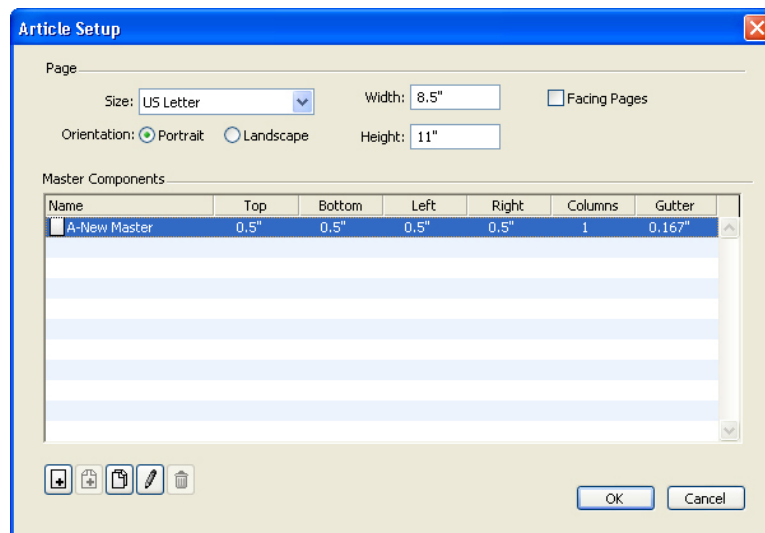 Article Setup
Page
Size: US Letter Width: 8.5" Facing Pages
Orientation: Portrait Landscape Height: 11"
Master Components
Name Top Bottom Left Right Columns Gutter
A-New Master 0.5" 0.5" 0.5" 0.5" 1 0.167"
OK Cancel